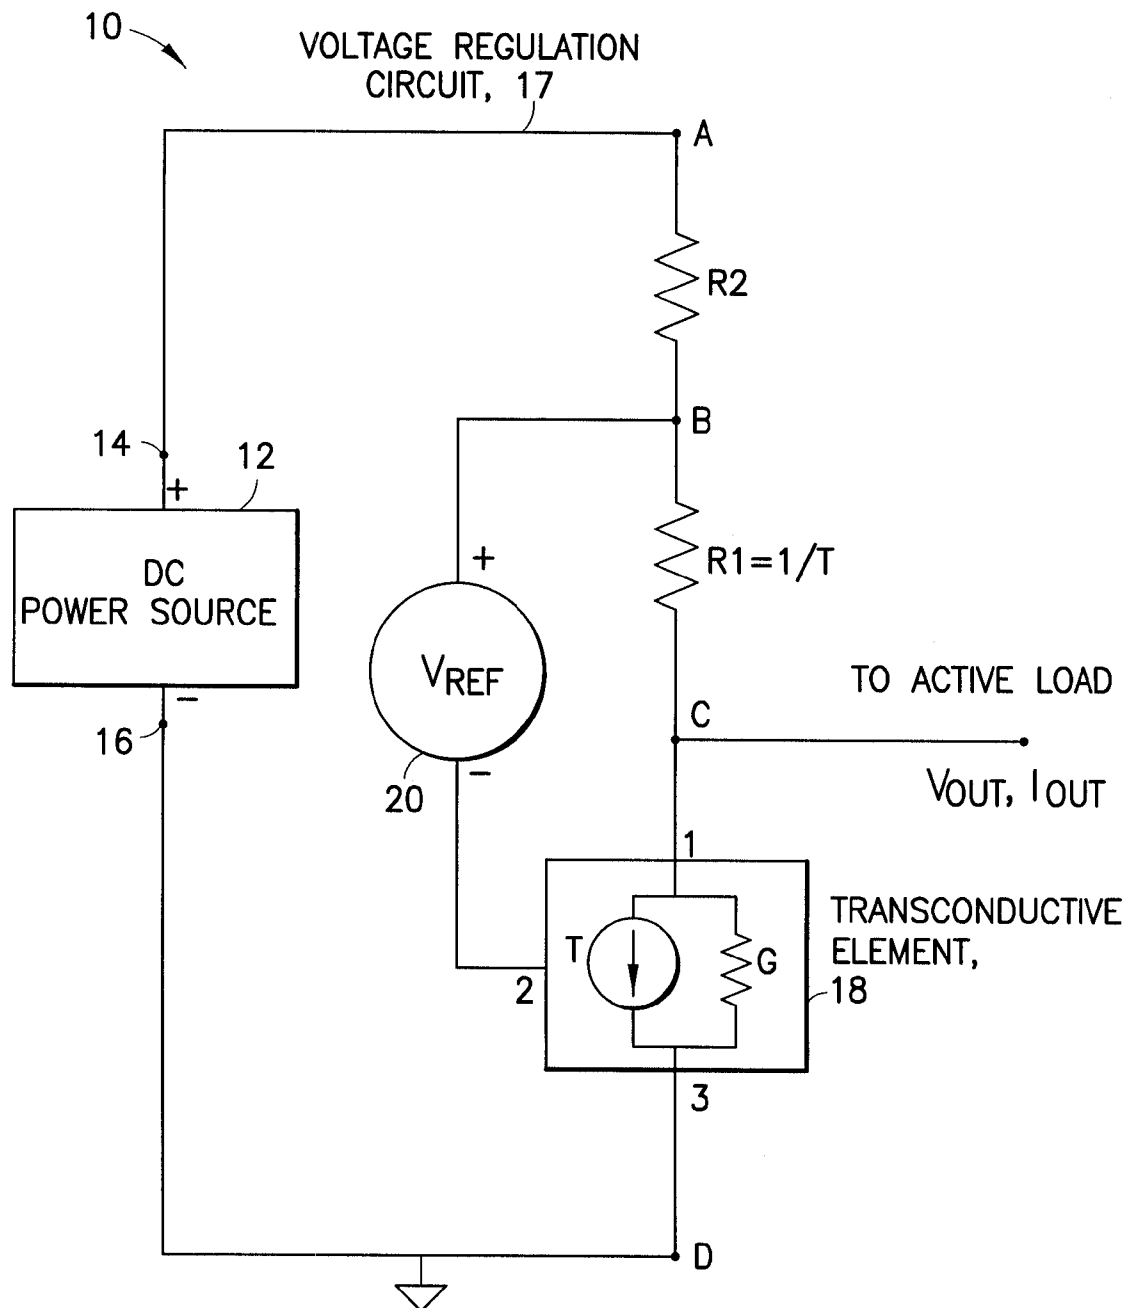 10
VOLTAGE REGULATION
CIRCUIT, 17
A
R2
B
14
12
+
DC
POWER SOURCE
-
16
+
VREF
-
20
R1=1/T
TO ACTIVE LOAD
C
VOUT, IOUT
1
T
G
2
TRANSCONDUCTIVE
ELEMENT,
18
3
D